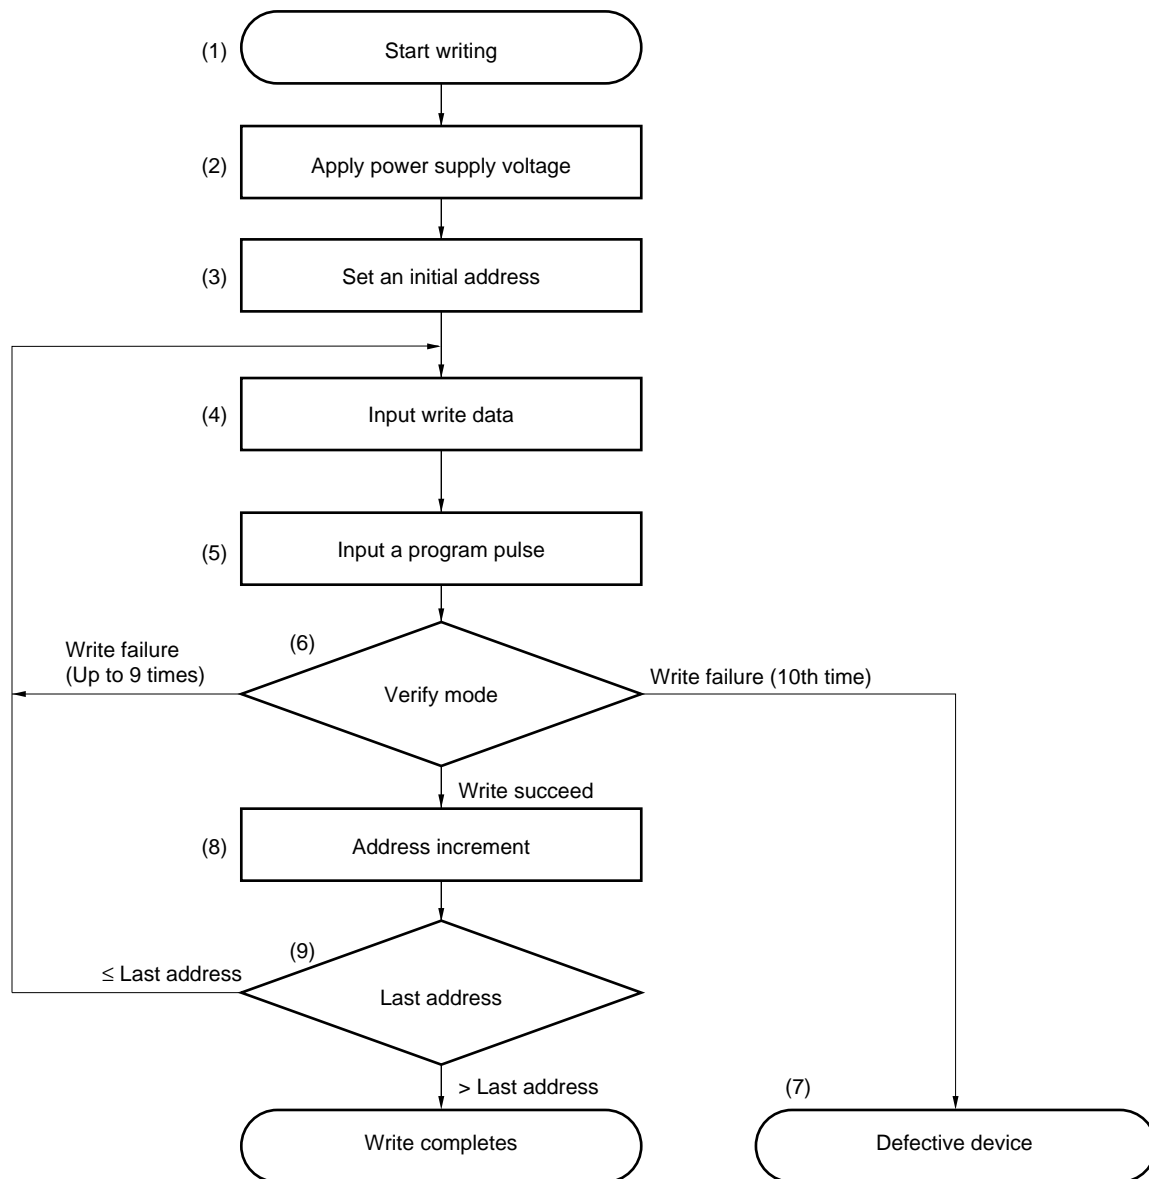 (1) Start writing
(2) Apply power supply voltage
(3) Set an initial address
(4) Input write data
(5) Input a program pulse
(6)
Write failure
(Up to 9 times)
Verify mode
Write failure (10th time)
Write succeed
(8) Address increment
(9)
≤ Last address
Last address
> Last address
(7)
Write completes
Defective device